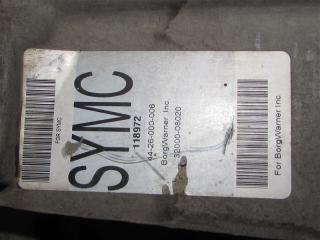 FOR SYMC
SYMC
118972
44-26-000-006
BorgWarner Inc.
32000-08020
For BorgWarner Inc.